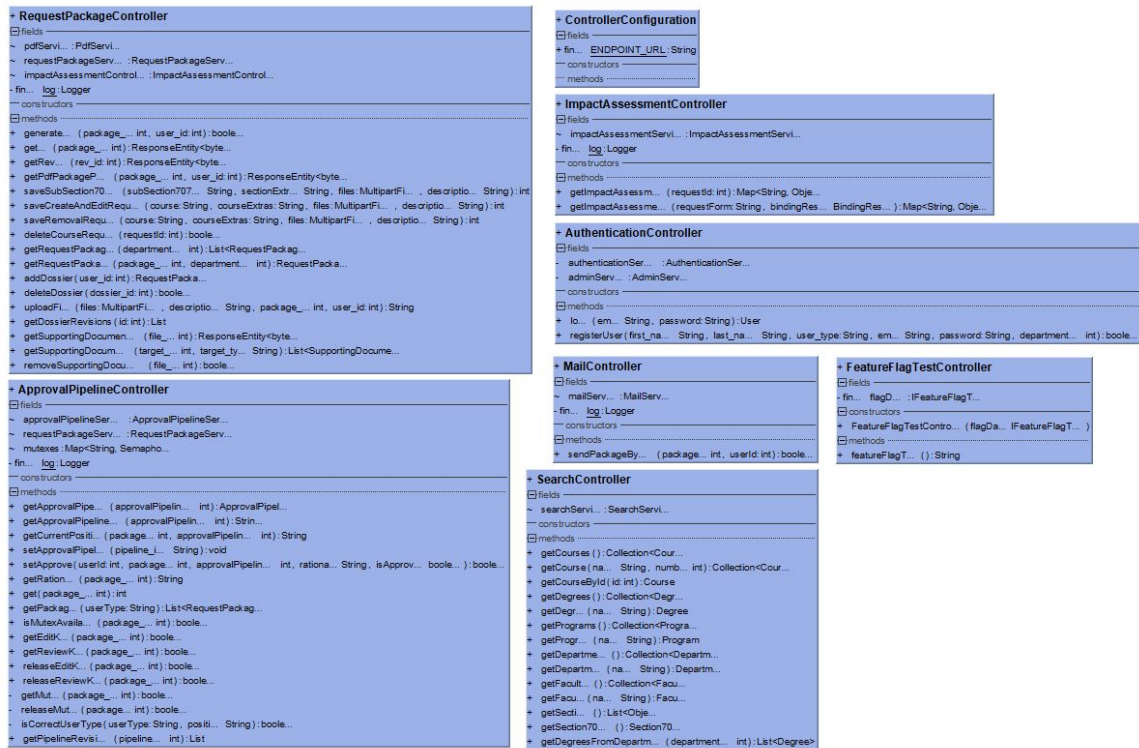 + RequestPackageController
fields
~ pdfServi... :PdfServi...
~ requestPackageServ... :RequestPackageServ...
~ impactAssessmentControl... :ImpactAssessmentControl...
- fin... log:Logger
constructors
methods
+ generate... (package_... int, user_id:int):boole...
+ get... (package_... int):ResponseEntity<byte...
+ getRev... (rev_id:int):ResponseEntity<byte...
+ getPdfPackageP... (package_... int, user_id:int):ResponseEntity<byte...
+ saveSubSection70... (subSection707... String, sectionExtr... String, files:MultipartFi... , descriptio... String):int
+ saveCreateAndEditRequ... (course:String, courseExtras:String, files:MultipartFi... , descriptio... String):int
+ saveRemovalRequ... (course:String, courseExtras:String, files:MultipartFi... , descriptio... String):int
+ deleteCourseRequ... (requestId:int):boole...
+ getRequestPackag... (department... int):List<RequestPackag...
+ getRequestPacka... (package_... int, department... int):RequestPacka...
+ addDossier(user_id:int):RequestPacka...
+ deleteDossier(dossier_id:int):boole...
+ uploadFi... (files:MultipartFi... , descriptio... String, package_... int, user_id:int):String
+ getDossierRevisions(id:int):List
+ getSupportingDocumen... (file_... int):ResponseEntity<byte...
+ getSupportingDocum... (target_... int, target_ty... String):List<SupportingDocume...
+ removeSupportingDocu... (file_... int):boole...
+ ApprovalPipelineController
fields
~ approvalPipelineSer... :ApprovalPipelineSer...
~ requestPackageServ... :RequestPackageServ...
~ mutexes:Map<String, Semapho...
- fin... log:Logger
constructors
methods
+ getApprovalPipe... (approvalPipelin... int):ApprovalPipel...
+ getApprovalPipeline... (approvalPipelin... int):Strin...
+ getCurrentPositi... (package... int, approvalPipelin... int):String
+ setApprovalPipel... (pipeline_i... String):void
+ setApprove(userId:int, package... int, approvalPipelin... int, rationa... String, isApprov... boole... ):boole...
+ getRation... (package_... int):String
+ get(package_... int):int
+ getPackag... (userType:String):List<RequestPackag...
+ isMutexAvaila... (package_... int):boole...
+ getEditK... (package_... int):boole...
+ getReviewK... (package_... int):boole...
+ releaseEditK... (package_... int):boole...
+ releaseReviewK... (package_... int):boole...
- getMut... (package_... int):boole...
- releaseMut... (package_... int):boole...
- isCorrectUserType(userType:String, positi... String):boole...
+ getPipelineRevisi... (pipeline... int):List
+ ControllerConfiguration
fields
+ fin... ENDPOINT_URL:String
constructors
methods
+ ImpactAssessmentController
fields
~ impactAssessmentServi... :ImpactAssessmentServi...
- fin... log:Logger
constructors
methods
+ getImpactAssessm... (requestId:int):Map<String, Obje...
+ getImpactAssessme... (requestForm:String, bindingRes... BindingRes... ):Map<String, Obje...
+ AuthenticationController
fields
- authenticationSer... :AuthenticationSer...
- adminServ... :AdminServ...
constructors
methods
+ lo... (em... String, password:String):User
+ registerUser(first_na... String, last_na... String, user_type:String, em... String, password:String, department... int):boole...
+ MailController
fields
~ mailServ... :MailServ...
- fin... log:Logger
constructors
methods
+ sendPackageBy... (package... int, userId:int):boole...
+ FeatureFlagTestController
fields
- fin... flagD... :IFeatureFlagT...
constructors
+ FeatureFlagTestContro... (flagDa... IFeatureFlagT... )
methods
+ featureFlagT... ():String
+ SearchController
fields
~ searchServi... :SearchServi...
constructors
methods
+ getCourses():Collection<Cour...
+ getCourse(na... String, numb... int):Collection<Cour...
+ getCourseById(id:int):Course
+ getDegrees():Collection<Degr...
+ getDegr... (na... String):Degree
+ getPrograms():Collection<Progra...
+ getProgr... (na... String):Program
+ getDepartme... ():Collection<Departm...
+ getDepartm... (na... String):Departm...
+ getFacult... ():Collection<Facu...
+ getFacu... (na... String):Facu...
+ getSecti... ():List<Obje...
+ getSection70... ():Section70...
+ getDegreesFromDepartm... (department... int):List<Degree>